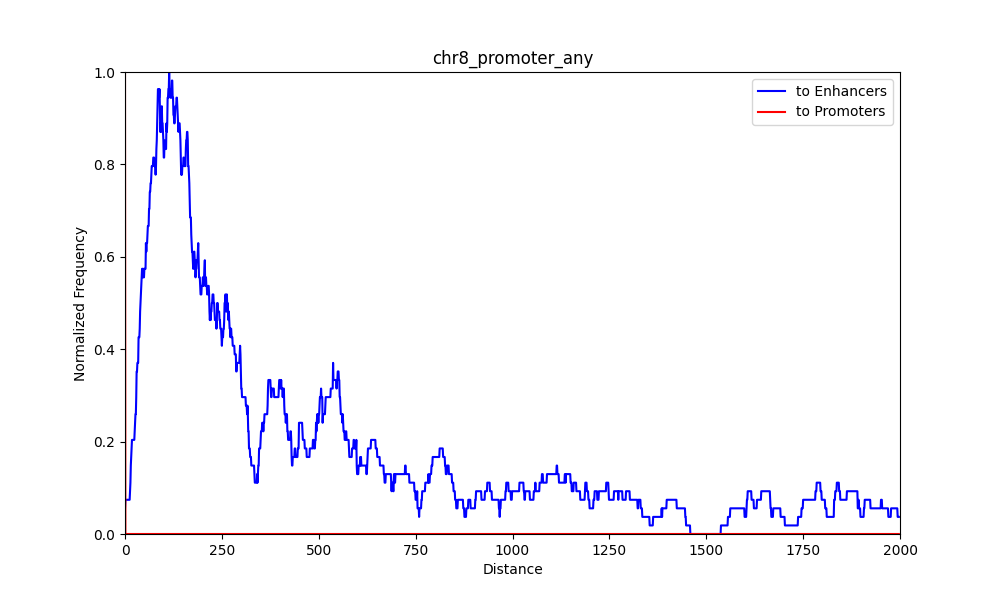 chr8_promoter_any
to Enhancers
to Promoters
1.0
0.8
0.6
0.4
0.2
0.0
Normalized Frequency
0 250 500 750 1000 1250 1500 1750 2000
Distance